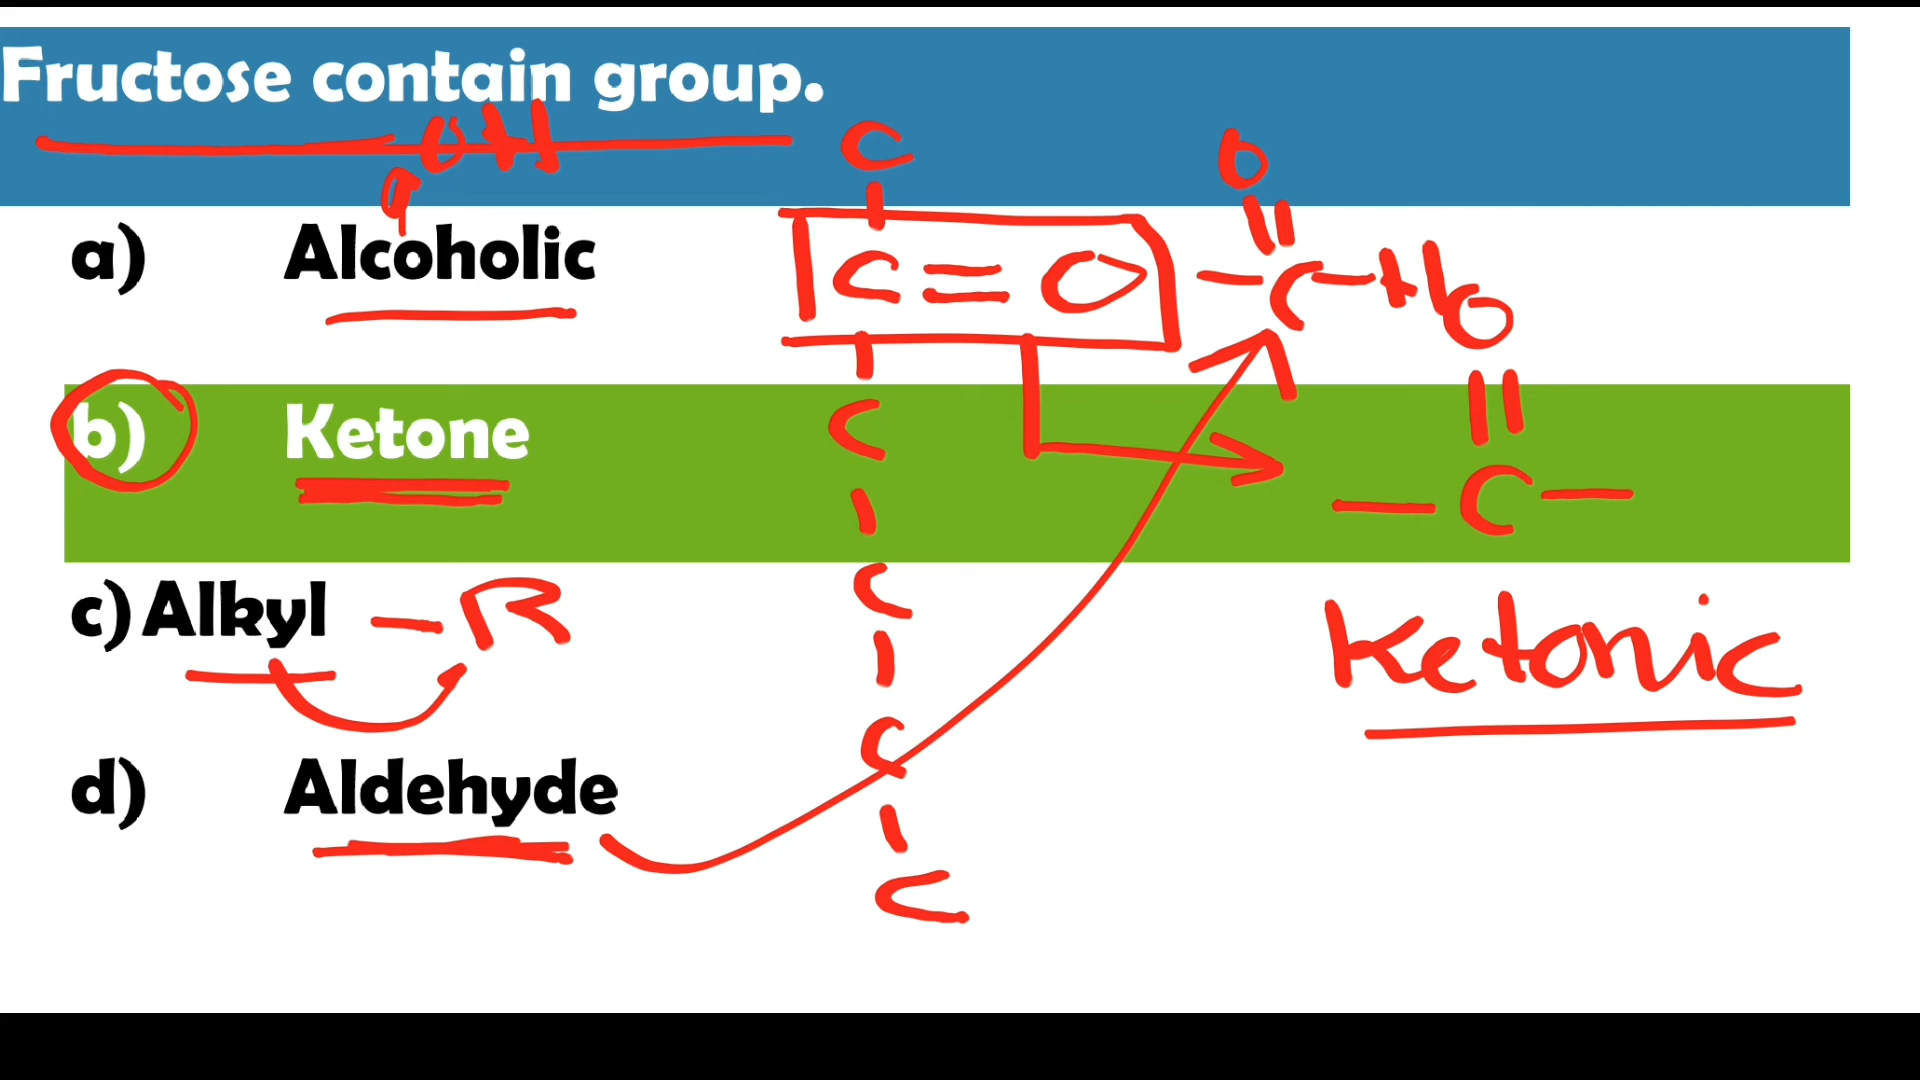 Fructose contain group.
OH
a) Alcoholic
b) Ketone
c) Alkyl - R
d) Aldehyde
C
C = O
C
C
C
C
O
- C - H
O
- C -
Ketonic